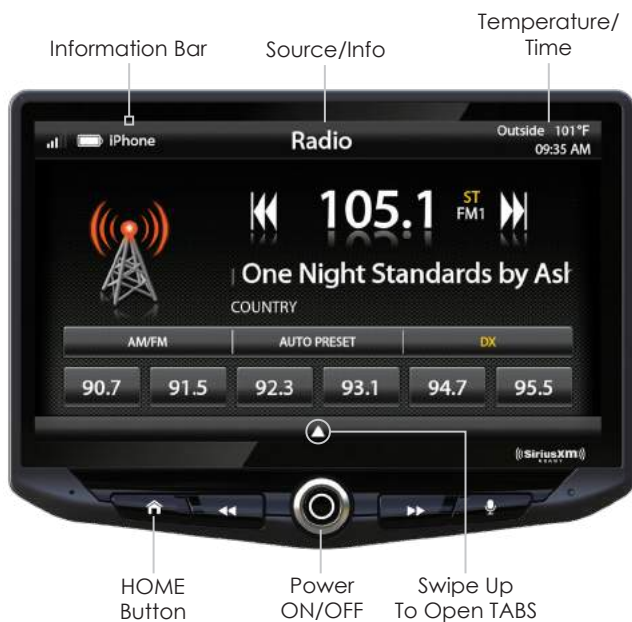 Information Bar
Source/Info
Temperature/
Time
iPhone
Radio
Outside 101°F
09:35 AM
105.1
ST
FM1
One Night Standards by Asl
COUNTRY
AM/FM
AUTO PRESET
DX
90.7
91.5
92.3
93.1
94.7
95.5
SiriusXM
READY
HOME
Button
Power
ON/OFF
Swipe Up
To Open TABS